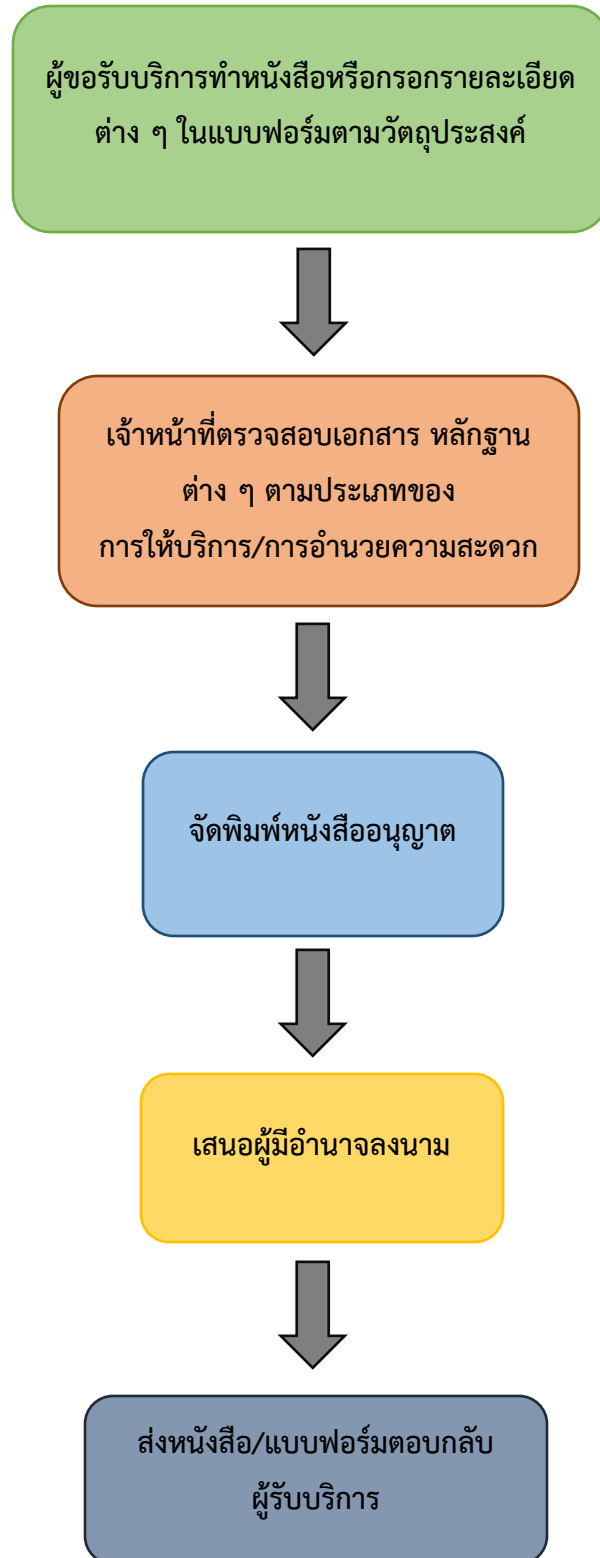 ผู้ขอรับบริการทำหนังสือหรือกรอกรายละเอียด
ต่าง ๆ ในแบบฟอร์มตามวัตถุประสงค์
เจ้าหน้าที่ตรวจสอบเอกสาร หลักฐาน
ต่าง ๆ ตามประเภทของ
การให้บริการ/การอำนวยความสะดวก
จัดพิมพ์หนังสืออนุญาต
เสนอผู้มีอำนาจลงนาม
ส่งหนังสือ/แบบฟอร์มตอบกลับ
ผู้รับบริการ